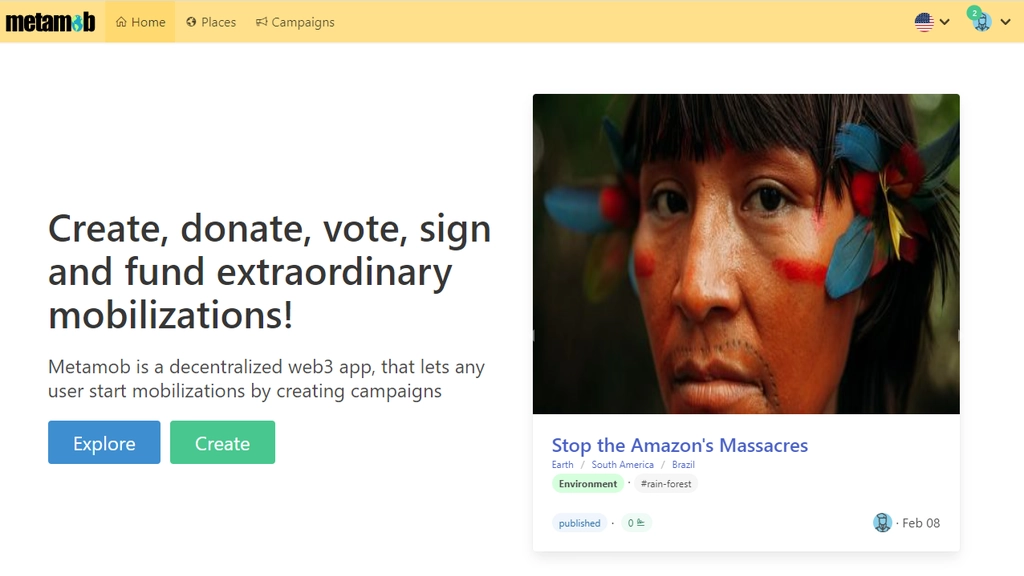 metamob
Home
Places
Campaigns
2
Create, donate, vote, sign
and fund extraordinary
mobilizations!
Metamob is a decentralized web3 app, that lets any
user start mobilizations by creating campaigns
Explore
Create
Stop the Amazon's Massacres
Earth / South America / Brazil
Environment · #rain-forest
published · 0
· Feb 08